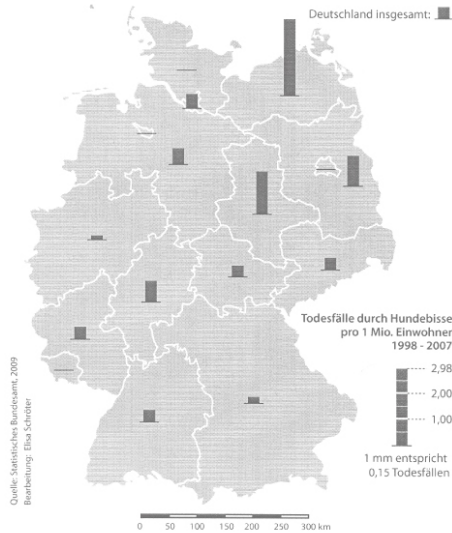 Deutschland insgesamt:
Todesfälle durch Hundebisse
pro 1 Mio. Einwohner
1998 - 2007
2,98
2,00
1,00
1 mm entspricht
0,15 Todesfällen
Quelle: Statistisches Bundesamt, 2009
Bearbeitung: Elisa Schröter
0 50 100 150 200 250 300 km